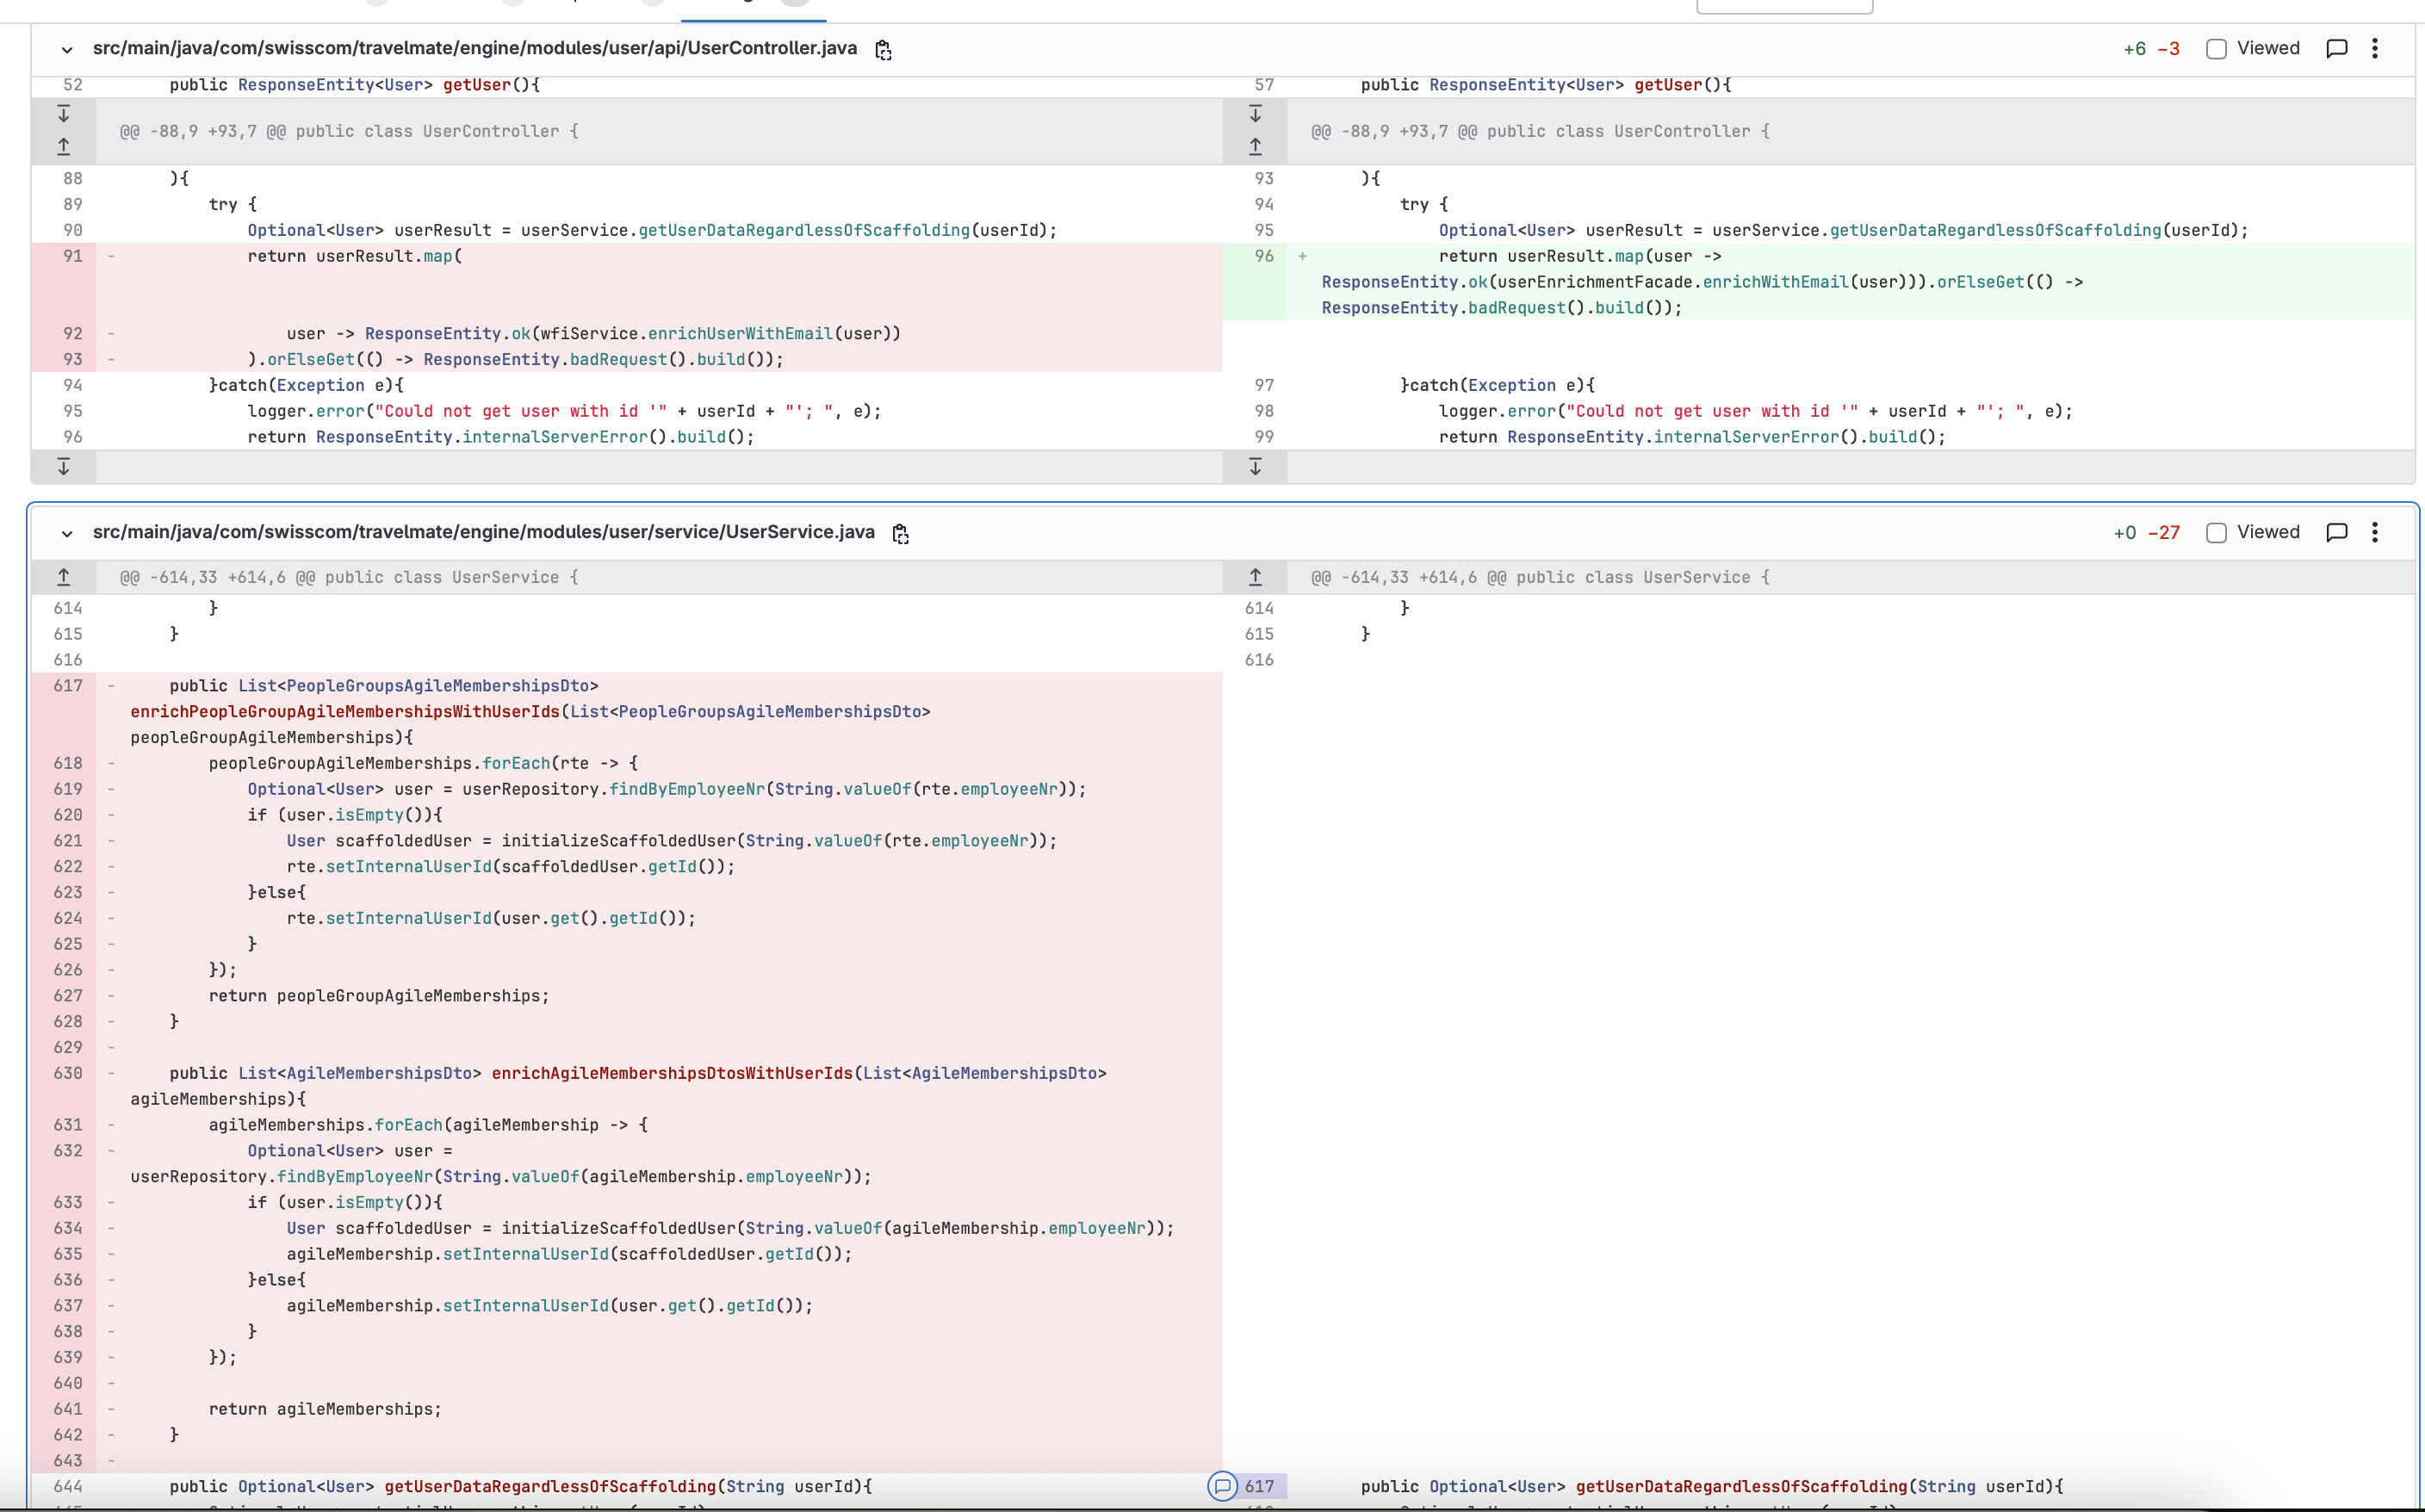 src/main/java/com/swisscom/travelmate/engine/modules/user/api/UserController.java
+6 −3 Viewed
52 public ResponseEntity<User> getUser(){
57 public ResponseEntity<User> getUser(){
@@ -88,9 +93,7 @@ public class UserController {
@@ -88,9 +93,7 @@ public class UserController {
88 ){
93 ){
89 try {
94 try {
90 Optional<User> userResult = userService.getUserDataRegardlessOfScaffolding(userId);
95 Optional<User> userResult = userService.getUserDataRegardlessOfScaffolding(userId);
91 - return userResult.map(
96 + return userResult.map(user ->
ResponseEntity.ok(userEnrichmentFacade.enrichWithEmail(user))).orElseGet(() ->
ResponseEntity.badRequest().build());
92 - user -> ResponseEntity.ok(wfiService.enrichUserWithEmail(user))
93 - ).orElseGet(() -> ResponseEntity.badRequest().build());
94 }catch(Exception e){
97 }catch(Exception e){
95 logger.error("Could not get user with id '" + userId + "'; ", e);
98 logger.error("Could not get user with id '" + userId + "'; ", e);
96 return ResponseEntity.internalServerError().build();
99 return ResponseEntity.internalServerError().build();
src/main/java/com/swisscom/travelmate/engine/modules/user/service/UserService.java
+0 −27 Viewed
@@ -614,33 +614,6 @@ public class UserService {
@@ -614,33 +614,6 @@ public class UserService {
614 }
614 }
615 }
615 }
616
616
617 - public List<PeopleGroupsAgileMembershipsDto>
enrichPeopleGroupAgileMembershipsWithUserIds(List<PeopleGroupsAgileMembershipsDto>
peopleGroupAgileMemberships){
618 - peopleGroupAgileMemberships.forEach(rte -> {
619 - Optional<User> user = userRepository.findByEmployeeNr(String.valueOf(rte.employeeNr));
620 - if (user.isEmpty()){
621 - User scaffoldedUser = initializeScaffoldedUser(String.valueOf(rte.employeeNr));
622 - rte.setInternalUserId(scaffoldedUser.getId());
623 - }else{
624 - rte.setInternalUserId(user.get().getId());
625 - }
626 - });
627 - return peopleGroupAgileMemberships;
628 - }
629 -
630 - public List<AgileMembershipsDto> enrichAgileMembershipsDtosWithUserIds(List<AgileMembershipsDto>
agileMemberships){
631 - agileMemberships.forEach(agileMembership -> {
632 - Optional<User> user =
userRepository.findByEmployeeNr(String.valueOf(agileMembership.employeeNr));
633 - if (user.isEmpty()){
634 - User scaffoldedUser = initializeScaffoldedUser(String.valueOf(agileMembership.employeeNr));
635 - agileMembership.setInternalUserId(scaffoldedUser.getId());
636 - }else{
637 - agileMembership.setInternalUserId(user.get().getId());
638 - }
639 - });
640 -
641 - return agileMemberships;
642 - }
643 -
644 public Optional<User> getUserDataRegardlessOfScaffolding(String userId){
617 public Optional<User> getUserDataRegardlessOfScaffolding(String userId){